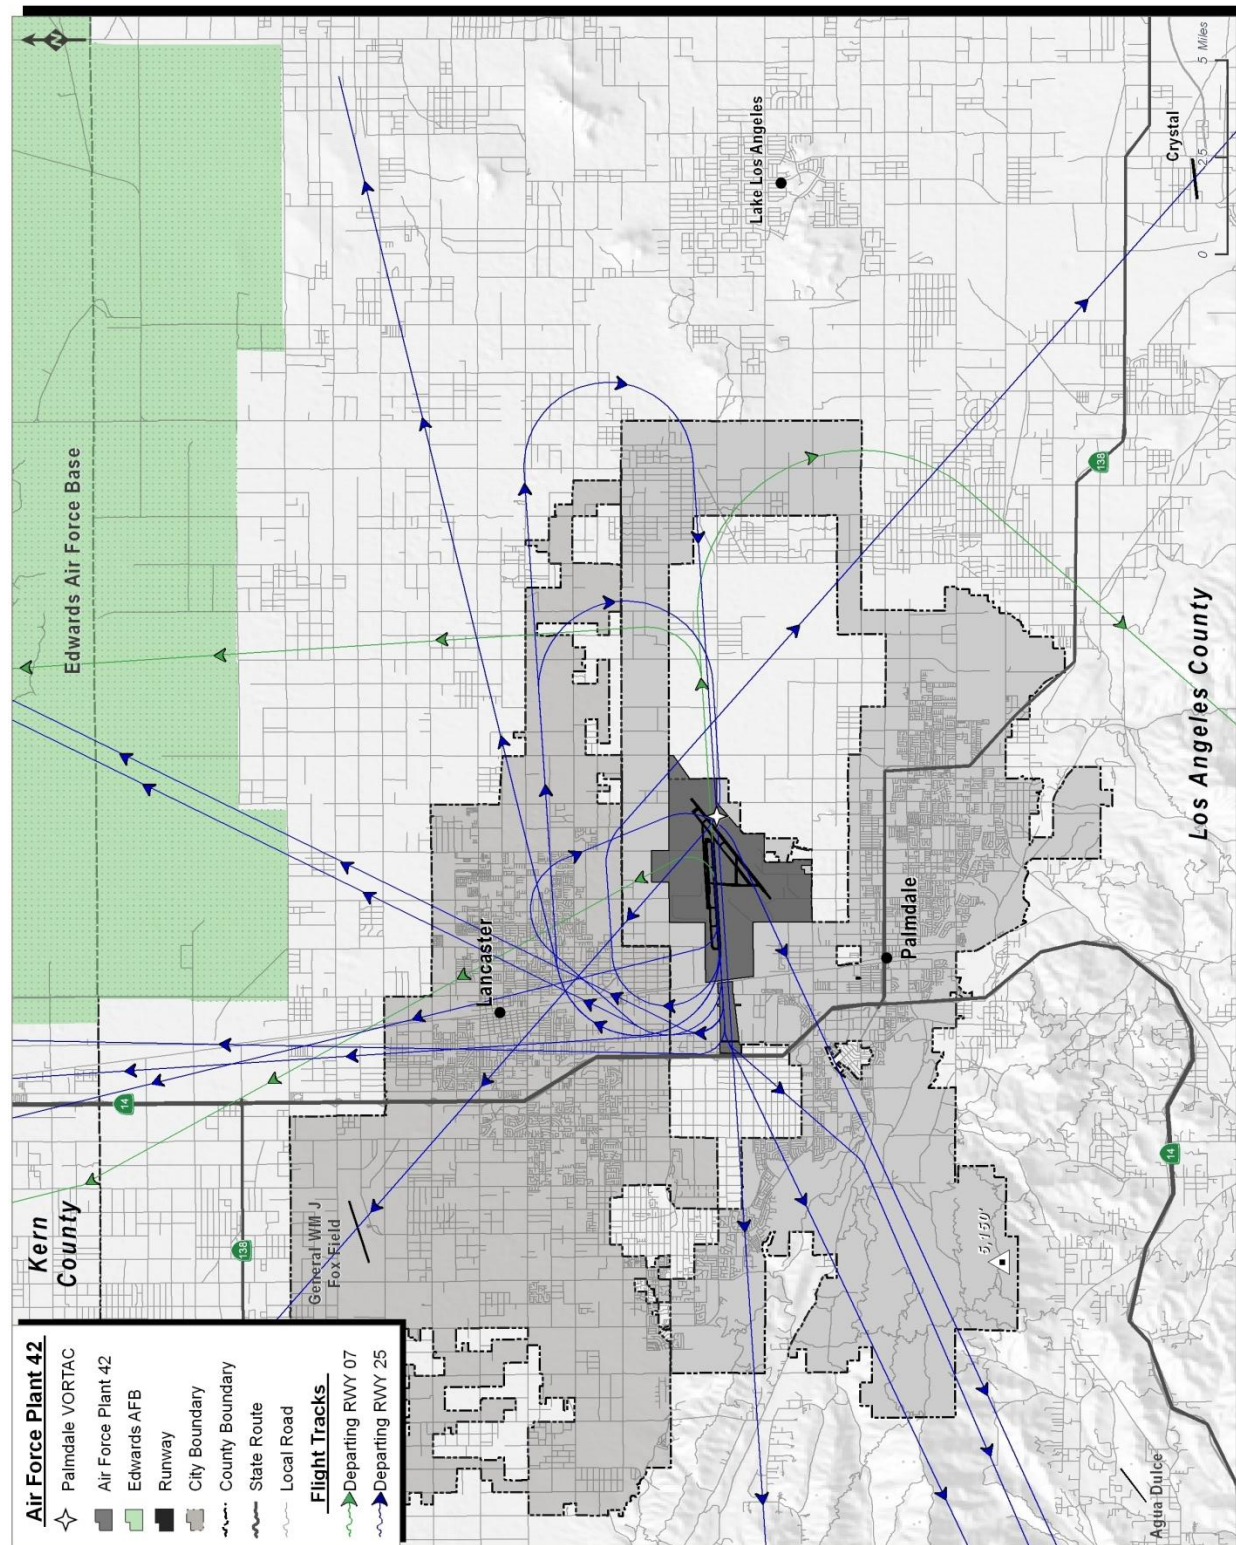 Air Force Plant 42
Palmdale VORTAC
Air Force Plant 42
Edwards AFB
Runway
City Boundary
County Boundary
State Route
Local Road
Flight Tracks
Departing RWY 07
Departing RWY 25
Kern
County
138
General WM J
Fox Field
14
Edwards Air Force Base
N
Lancaster
Lake Los Angeles
Palmdale
5,150'
Agua Dulce
14
Los Angeles County
138
Crystal
0
2.5
5 Miles